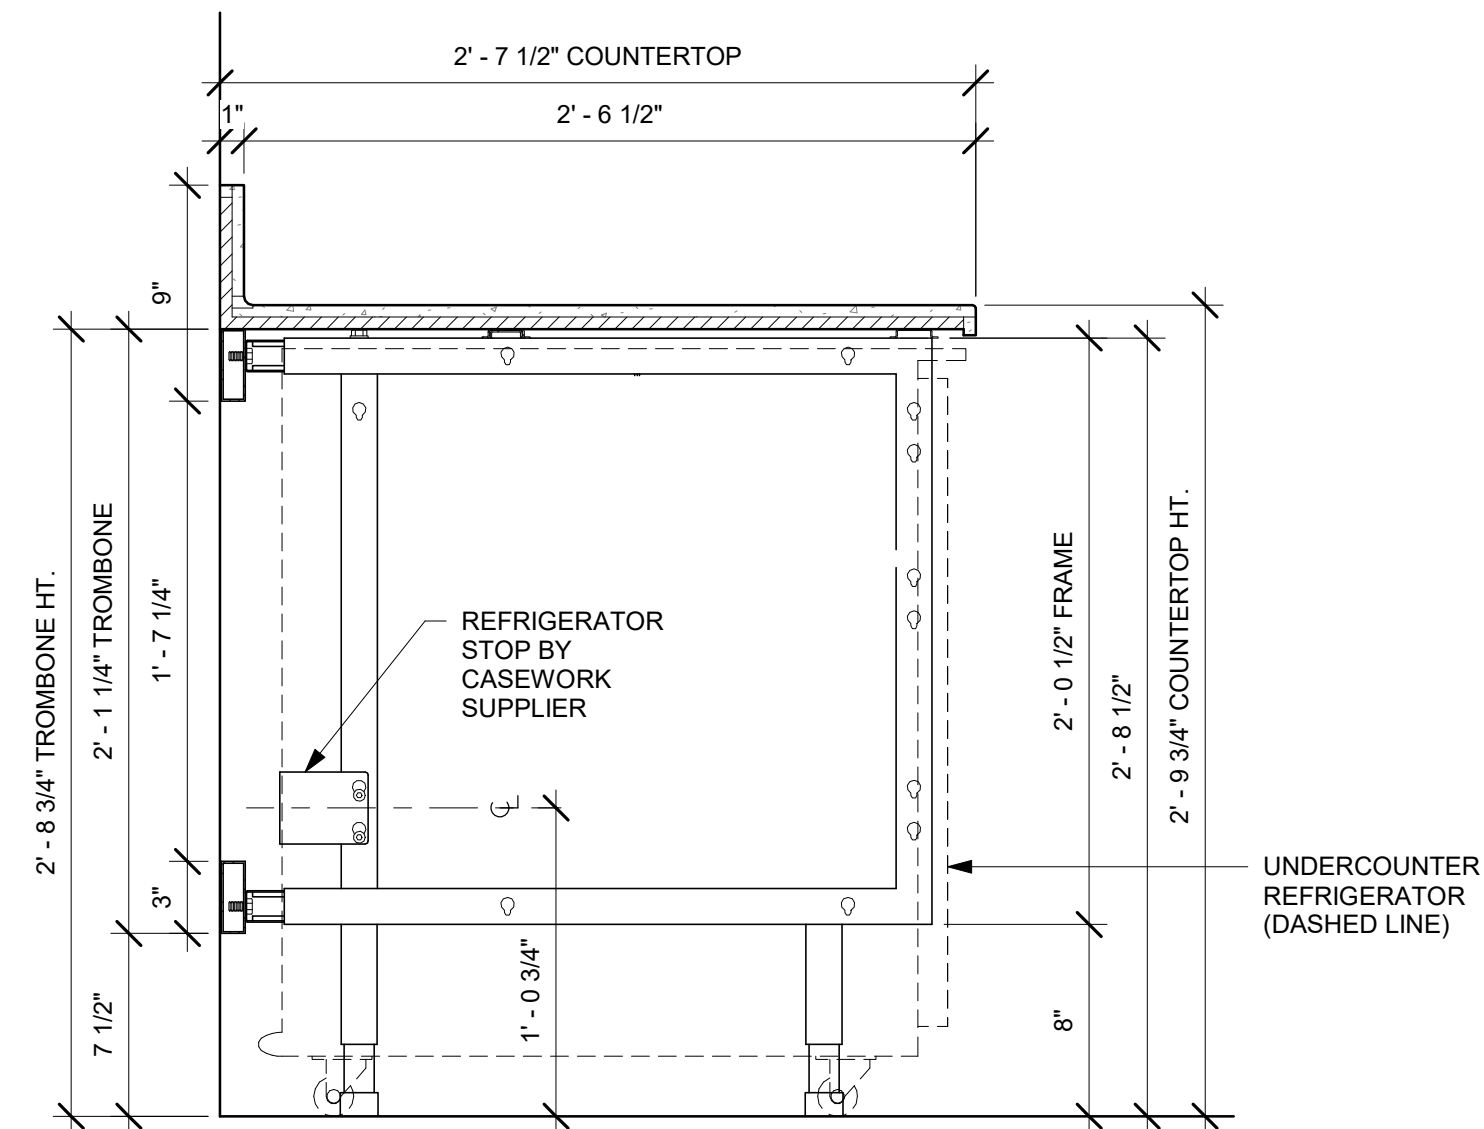 2' - 7 1/2" COUNTERTOP
1"
2' - 6 1/2"
9"
2' - 8 3/4" TROMBONE HT.
2' - 1 1/4" TROMBONE
1' - 7 1/4"
3"
7 1/2"
REFRIGERATOR
STOP BY
CASEWORK
SUPPLIER
1' - 0 3/4"
2' - 0 1/2" FRAME
8"
2' - 8 1/2"
2' - 9 3/4" COUNTERTOP HT.
UNDERCOUNTER
REFRIGERATOR
(DASHED LINE)